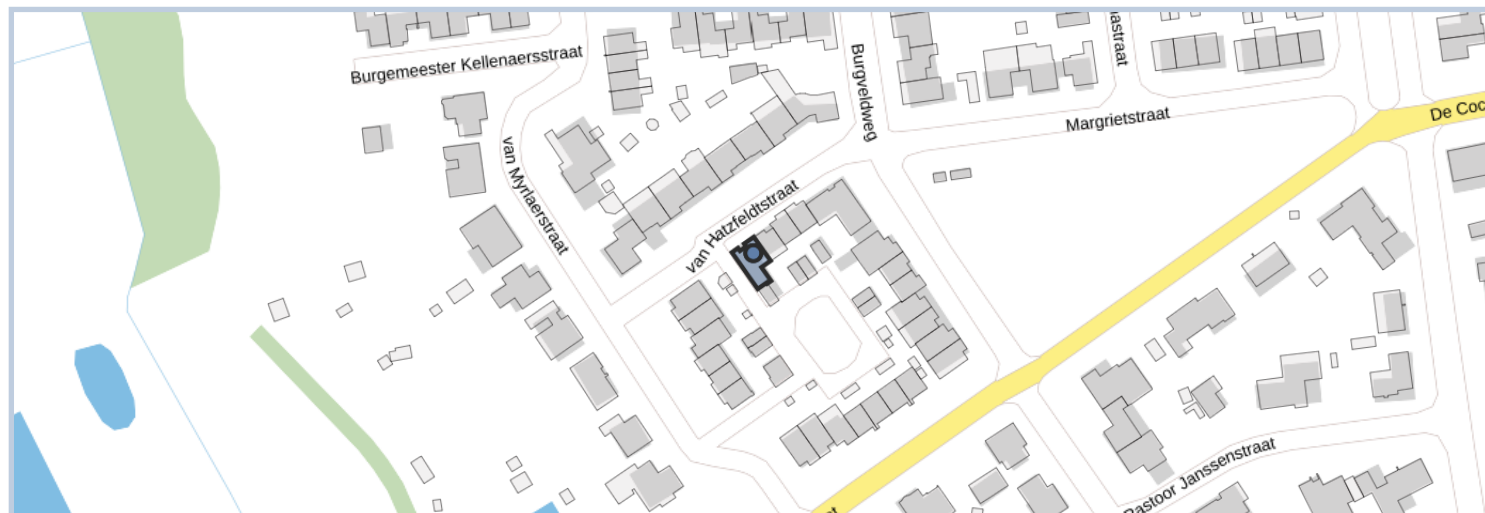 Burgemeester Kellenaersstraat
Burgveldweg
Margrietstraat
De Coc
van Myrlaerstraat
van Hatzfeldtstraat
Pastoor Janssenstraat